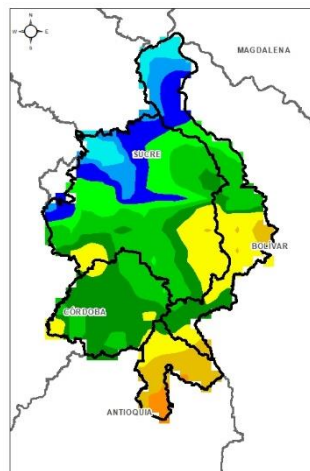 N
W E
S
MAGDALENA
SUCRE
BOLIVAR
CÓRDOBA
ANTIOQUIA